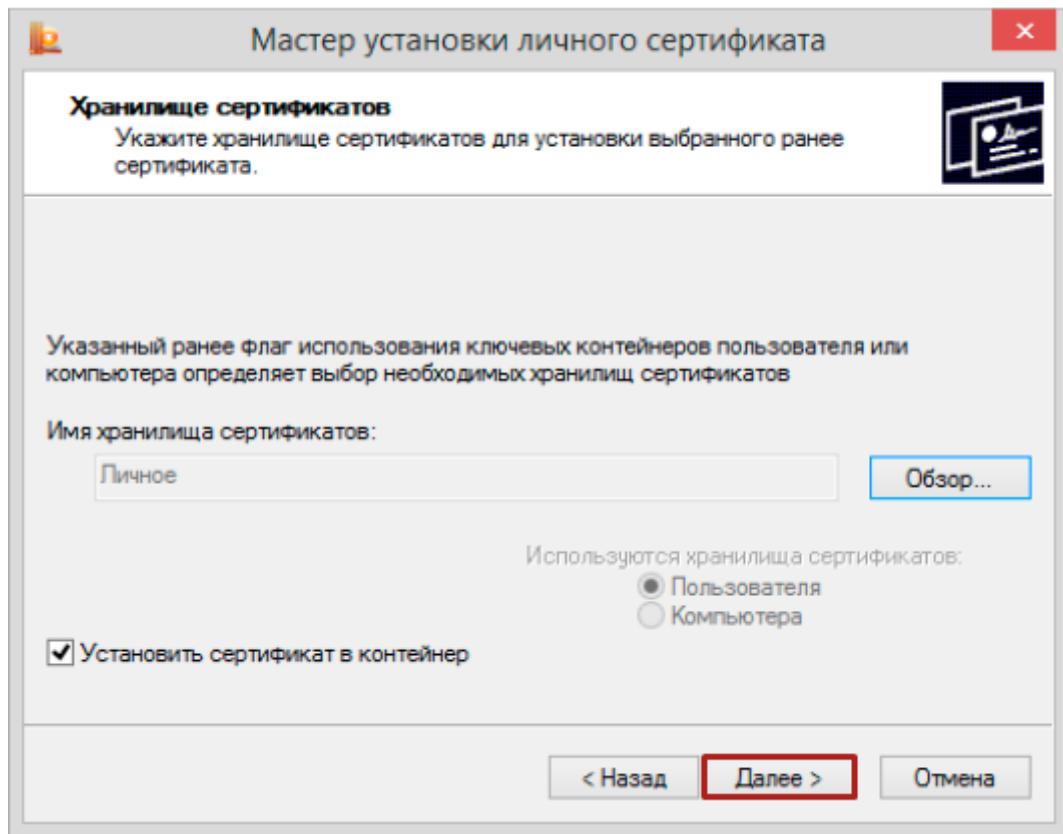 Мастер установки личного сертификата
Хранилище сертификатов
Укажите хранилище сертификатов для установки выбранного ранее
сертификата.
Указанный ранее флаг использования ключевых контейнеров пользователя или
компьютера определяет выбор необходимых хранилищ сертификатов
Имя хранилища сертификатов:
Личное
Обзор...
Используются хранилища сертификатов:
Пользователя
Компьютера
Установить сертификат в контейнер
< Назад
Далее >
Отмена